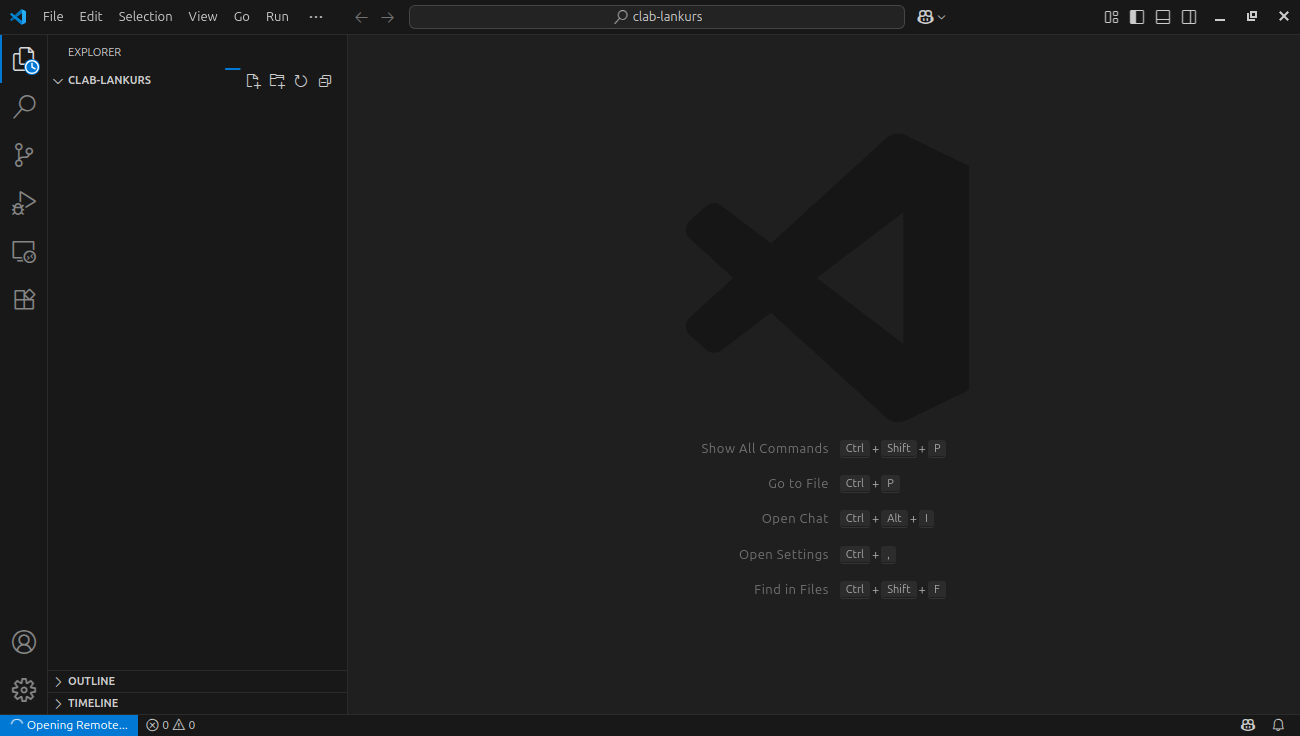 File Edit Selection View Go Run ···
clab-lankurs
EXPLORER
CLAB-LANKURS
Show All Commands Ctrl + Shift + P
Go to File Ctrl + P
Open Chat Ctrl + Alt + I
Open Settings Ctrl + ,
Find in Files Ctrl + Shift + F
OUTLINE
TIMELINE
Opening Remote... 0 0